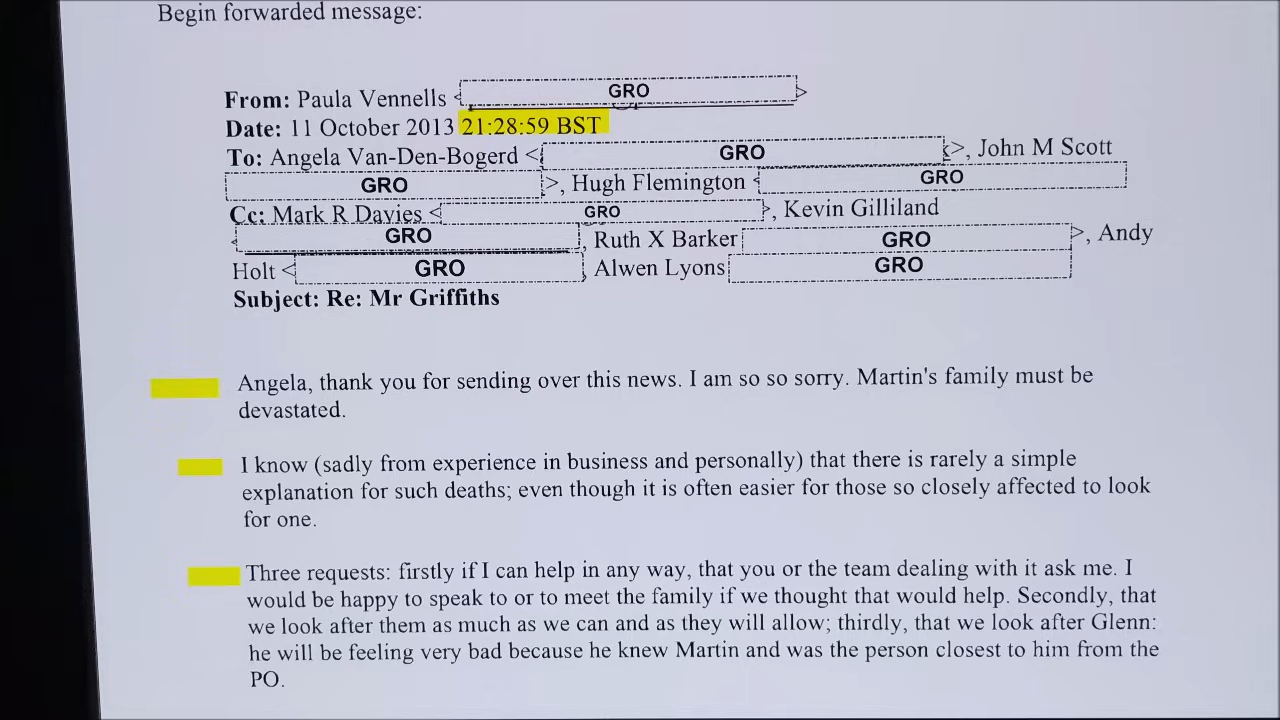 Begin forwarded message:
From: Paula Vennells < GRO >
Date: 11 October 2013 21:28:59 BST
To: Angela Van-Den-Bogerd < GRO >, John M Scott
GRO >, Hugh Flemington < GRO
Cc: Mark R Davies < GRO >, Kevin Gilliland
< GRO , Ruth X Barker GRO >, Andy
Holt < GRO , Alwen Lyons GRO
Subject: Re: Mr Griffiths
Angela, thank you for sending over this news. I am so so sorry. Martin's family must be
devastated.
I know (sadly from experience in business and personally) that there is rarely a simple
explanation for such deaths; even though it is often easier for those so closely affected to look
for one.
Three requests: firstly if I can help in any way, that you or the team dealing with it ask me. I
would be happy to speak to or to meet the family if we thought that would help. Secondly, that
we look after them as much as we can and as they will allow; thirdly, that we look after Glenn:
he will be feeling very bad because he knew Martin and was the person closest to him from the
PO.